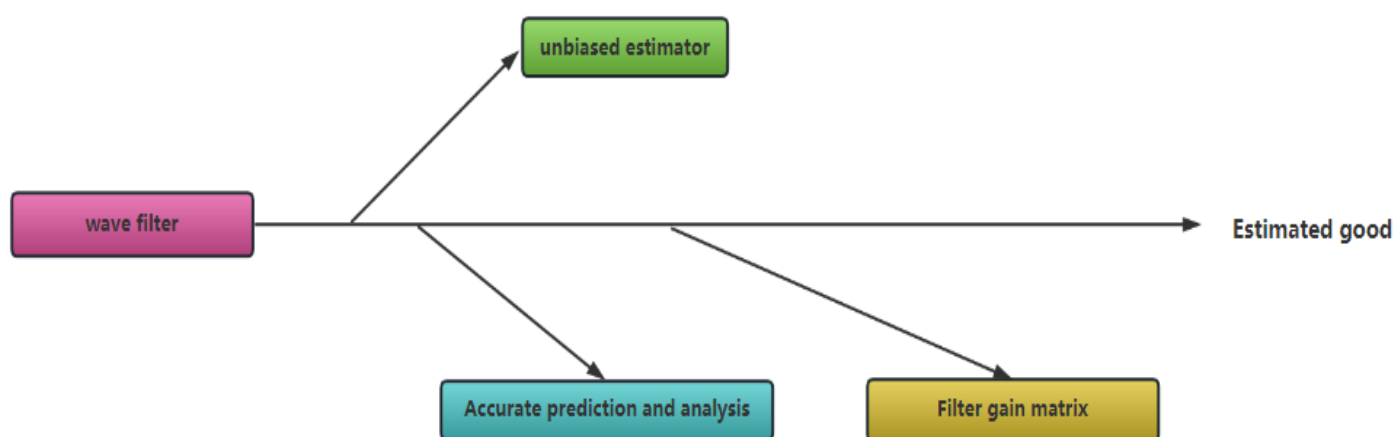 unbiased estimator
wave filter
Estimated good
Accurate prediction and analysis
Filter gain matrix